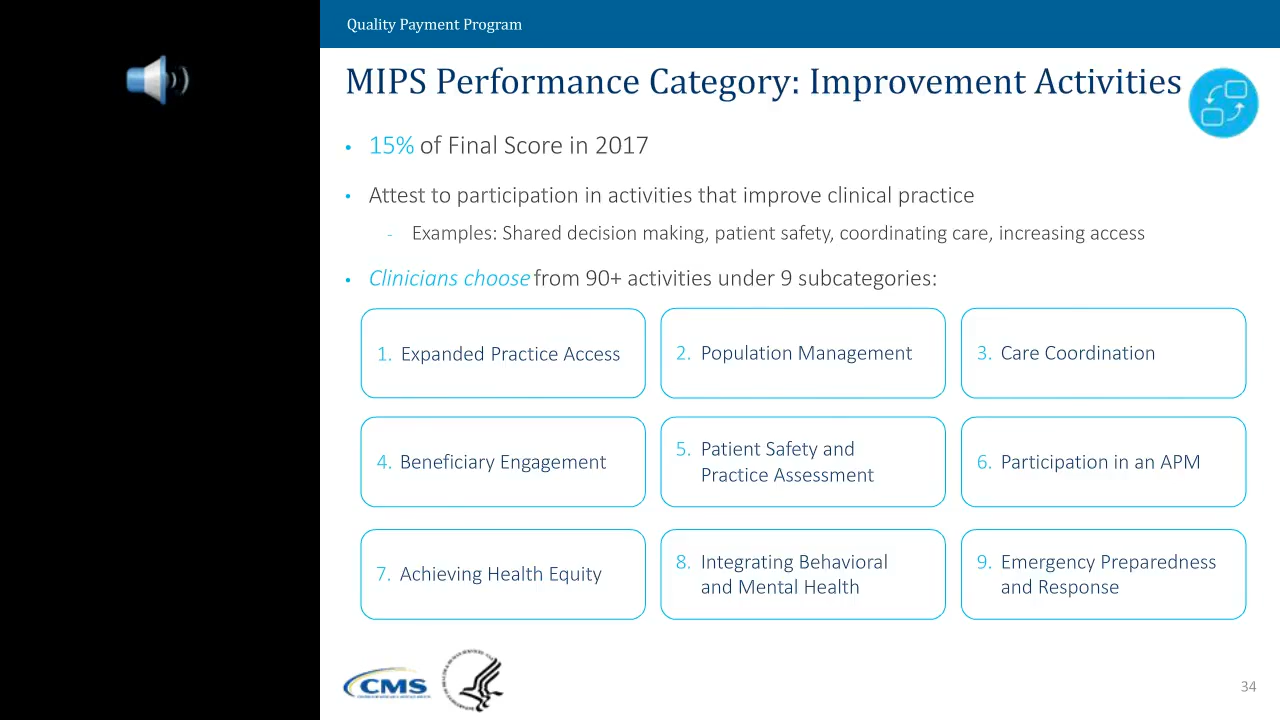 Quality Payment Program
MIPS Performance Category: Improvement Activities
• 15% of Final Score in 2017
• Attest to participation in activities that improve clinical practice
- Examples: Shared decision making, patient safety, coordinating care, increasing access
• Clinicians choose from 90+ activities under 9 subcategories:
1. Expanded Practice Access
2. Population Management
3. Care Coordination
4. Beneficiary Engagement
5. Patient Safety and
Practice Assessment
6. Participation in an APM
7. Achieving Health Equity
8. Integrating Behavioral
and Mental Health
9. Emergency Preparedness
and Response
CMS
34